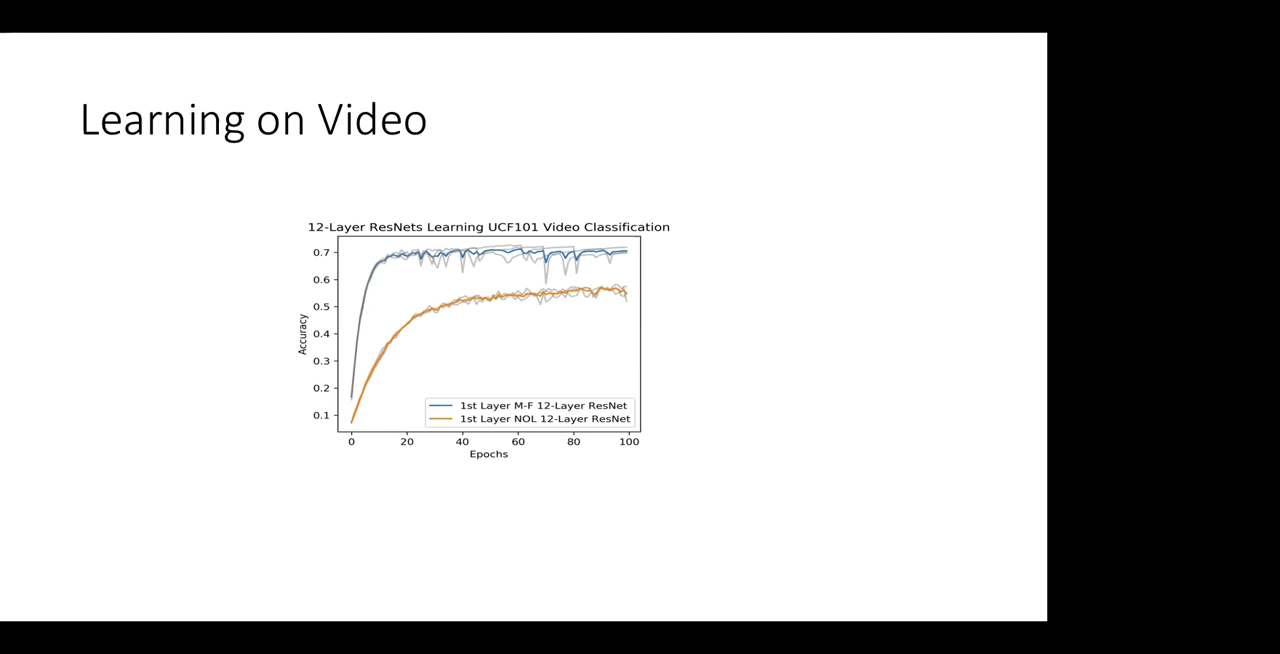 Learning on Video
12-Layer ResNets Learning UCF101 Video Classification
0.7
0.6
0.5
0.4
0.3
0.2
0.1
Accuracy
1st Layer M-F 12-Layer ResNet
1st Layer NOL 12-Layer ResNet
0 20 40 60 80 100
Epochs